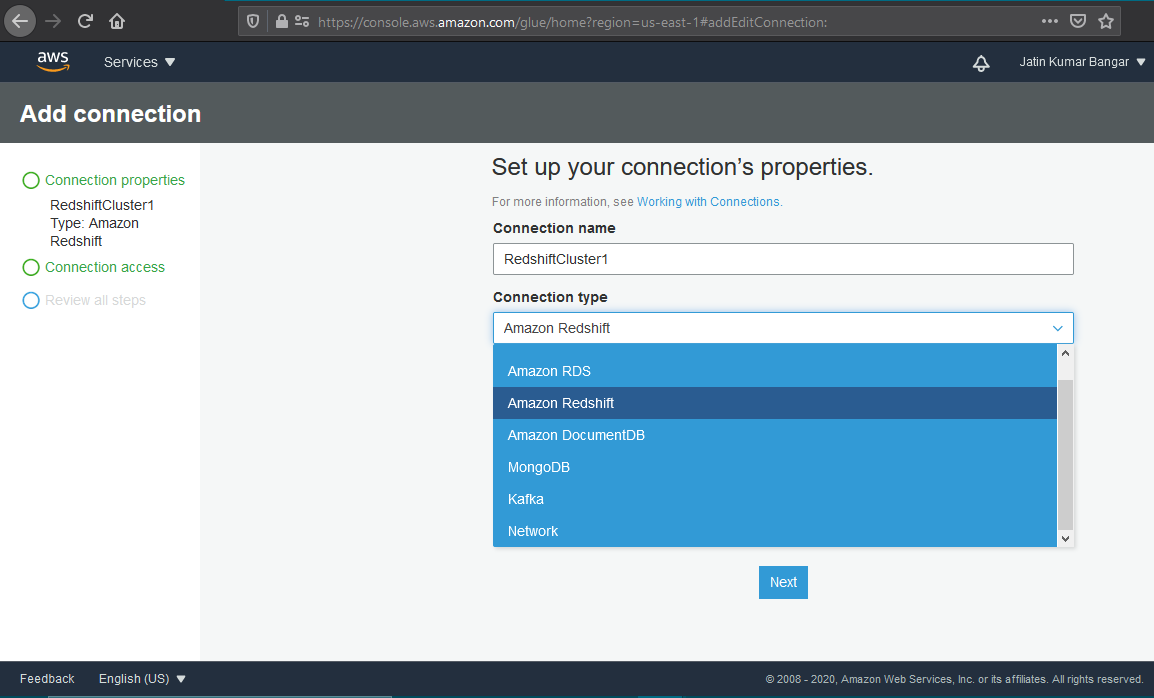 https://console.aws.amazon.com/glue/home?region=us-east-1#addEditConnection:
aws
Services
Jatin Kumar Bangar
Add connection
Connection properties
RedshiftCluster1
Type: Amazon
Redshift
Connection access
Review all steps
Set up your connection's properties.
For more information, see Working with Connections.
Connection name
RedshiftCluster1
Connection type
Amazon Redshift
Amazon RDS
Amazon Redshift
Amazon DocumentDB
MongoDB
Kafka
Network
Next
Feedback
English (US)
© 2008 - 2020, Amazon Web Services, Inc. or its affiliates. All rights reserved.